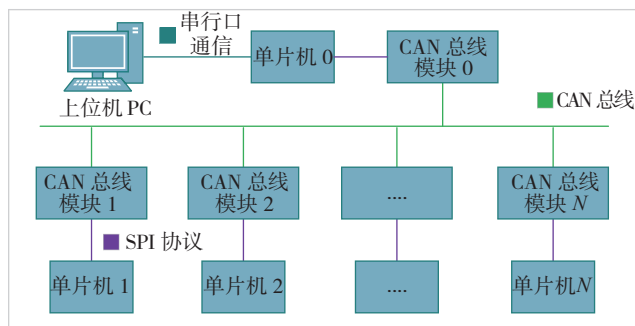 串行口
通信
单片机 0
CAN 总线
模块 0
上位机 PC
CAN 总线
CAN 总线
模块 1
CAN 总线
模块 2
....
CAN 总线
模块 N
SPI 协议
单片机 1
单片机 2
....
单片机N